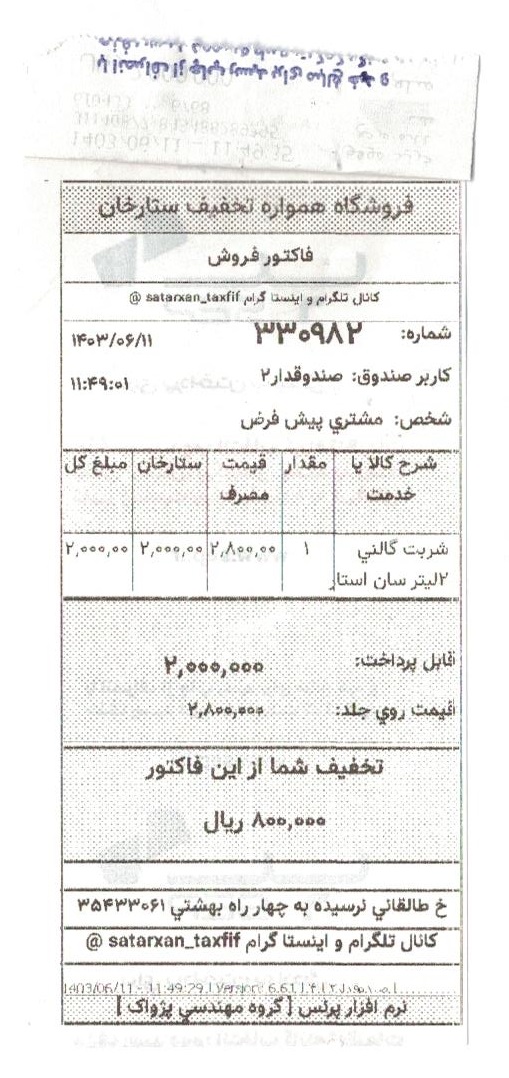 فروشگاه همواره تخفیف ستارخان
فاکتور فروش
کانال تلگرام و اینستا گرام satarxan_taxfif @
شماره: ۳۳۰۹۸۲ ۱۴۰۳/۰۶/۱۱
کاربر صندوق: صندوقدار۲ ۱۱:۴۹:۰۱
شخص: مشتري پیش فرض
شرح کالا یا خدمت مقدار قیمت مصرف ستارخان مبلغ کل
شربت گالني ۱ ۲,۸۰۰,۰۰ ۲,۰۰۰,۰۰ ۲,۰۰۰,۰۰
۲لیتر سان استار
قابل پرداخت: ۲,۰۰۰,۰۰۰
قیمت روي جلد: ۲,۸۰۰,۰۰۰
تخفیف شما از این فاکتور
۸۰۰,۰۰۰ ریال
خ طالقاني نرسیده به چهار راه بهشتي ۳۵۴۳۳۰۶۱
کانال تلگرام و اینستا گرام satarxan_taxfif @
1403/06/11 - 11:49:29 | Version: 6.61 | ۴ | صندوقدار۲ |
نرم افزار پرنس [ گروه مهندسي پژواک ]